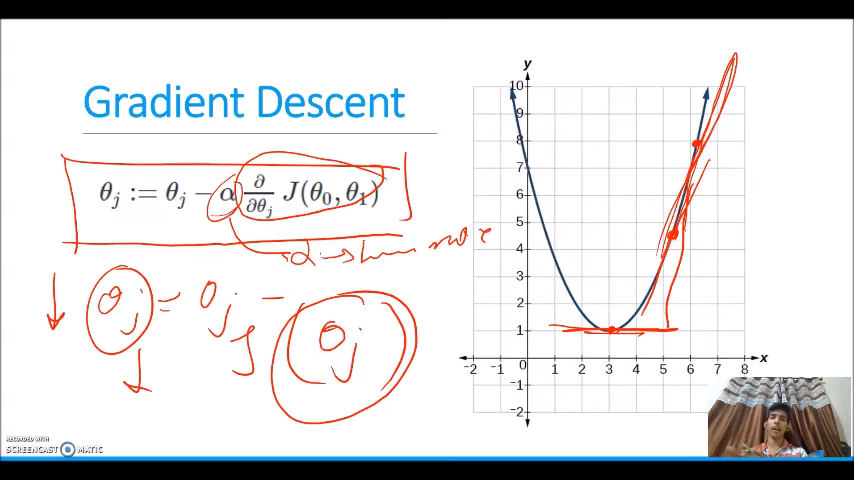 Gradient Descent
θj := θj − α ∂/∂θj J(θ0, θ1)
θj = θj − θj
y
10
9
8
7
6
5
4
3
2
1
0
−1
−2
−2 −1 1 2 3 4 5 6 7 8 x
RECORDED WITH
SCREENCAST MATIC